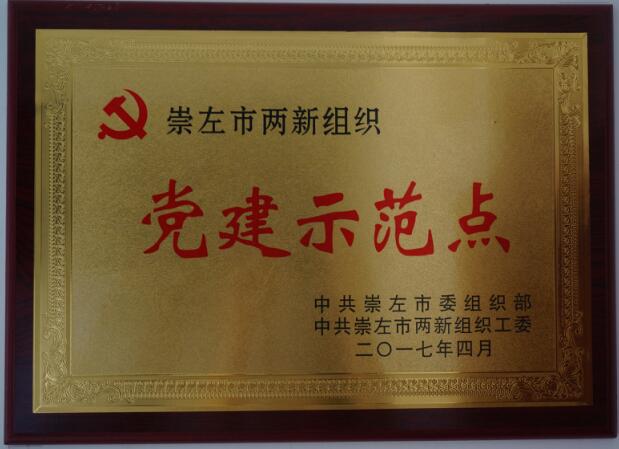 崇左市两新组织
党建示范点
中共崇左市委组织部
中共崇左市两新组织工委
二〇一七年四月